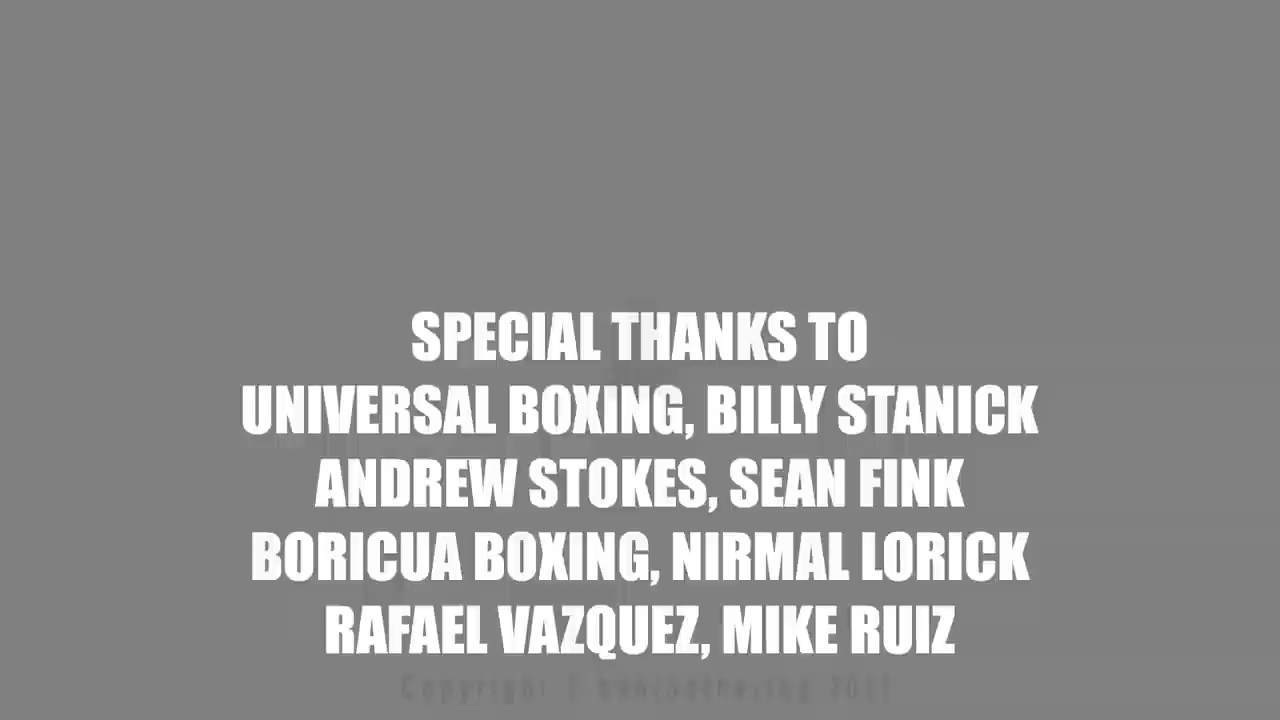 SPECIAL THANKS TO
UNIVERSAL BOXING, BILLY STANICK
ANDREW STOKES, SEAN FINK
BORICUA BOXING, NIRMAL LORICK
RAFAEL VAZQUEZ, MIKE RUIZ
Copyright